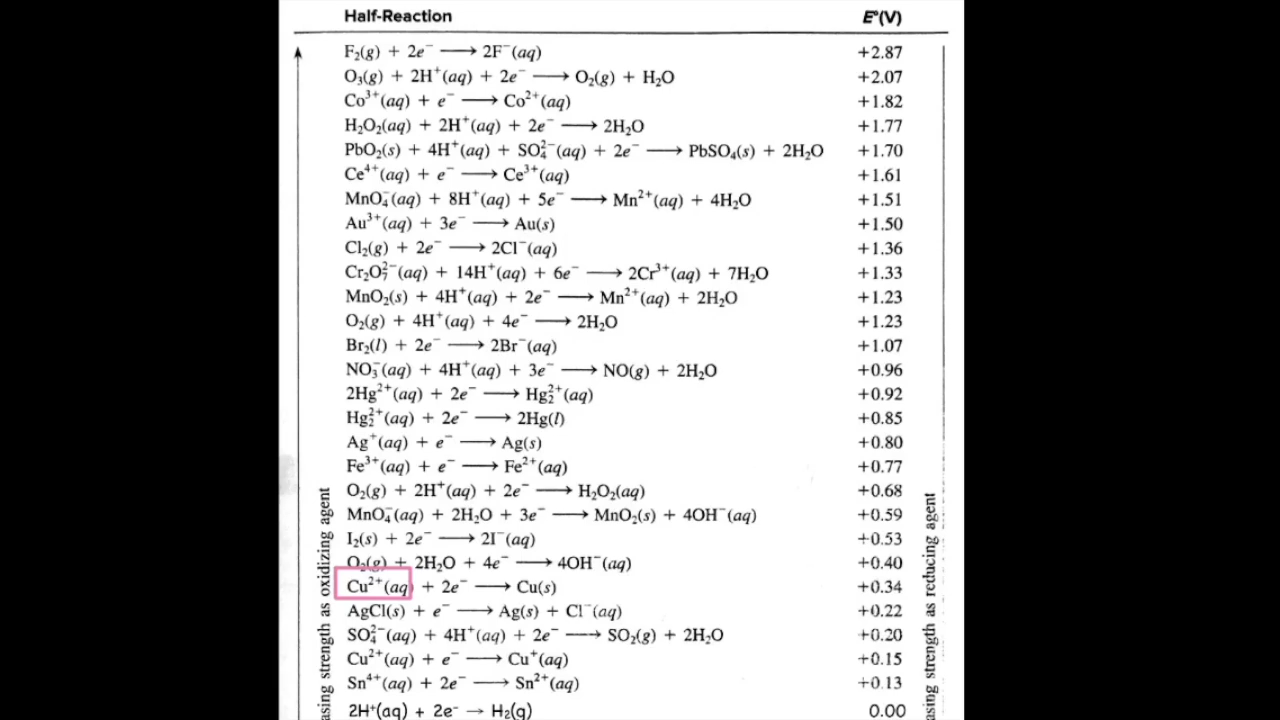 Half-Reaction E°(V)
F₂(g) + 2e⁻ ⟶ 2F⁻(aq) +2.87
O₃(g) + 2H⁺(aq) + 2e⁻ ⟶ O₂(g) + H₂O +2.07
Co³⁺(aq) + e⁻ ⟶ Co²⁺(aq) +1.82
H₂O₂(aq) + 2H⁺(aq) + 2e⁻ ⟶ 2H₂O +1.77
PbO₂(s) + 4H⁺(aq) + SO₄²⁻(aq) + 2e⁻ ⟶ PbSO₄(s) + 2H₂O +1.70
Ce⁴⁺(aq) + e⁻ ⟶ Ce³⁺(aq) +1.61
MnO₄⁻(aq) + 8H⁺(aq) + 5e⁻ ⟶ Mn²⁺(aq) + 4H₂O +1.51
Au³⁺(aq) + 3e⁻ ⟶ Au(s) +1.50
Cl₂(g) + 2e⁻ ⟶ 2Cl⁻(aq) +1.36
Cr₂O₇²⁻(aq) + 14H⁺(aq) + 6e⁻ ⟶ 2Cr³⁺(aq) + 7H₂O +1.33
MnO₂(s) + 4H⁺(aq) + 2e⁻ ⟶ Mn²⁺(aq) + 2H₂O +1.23
O₂(g) + 4H⁺(aq) + 4e⁻ ⟶ 2H₂O +1.23
Br₂(l) + 2e⁻ ⟶ 2Br⁻(aq) +1.07
NO₃⁻(aq) + 4H⁺(aq) + 3e⁻ ⟶ NO(g) + 2H₂O +0.96
2Hg²⁺(aq) + 2e⁻ ⟶ Hg₂²⁺(aq) +0.92
Hg₂²⁺(aq) + 2e⁻ ⟶ 2Hg(l) +0.85
Ag⁺(aq) + e⁻ ⟶ Ag(s) +0.80
Fe³⁺(aq) + e⁻ ⟶ Fe²⁺(aq) +0.77
O₂(g) + 2H⁺(aq) + 2e⁻ ⟶ H₂O₂(aq) +0.68
MnO₄⁻(aq) + 2H₂O + 3e⁻ ⟶ MnO₂(s) + 4OH⁻(aq) +0.59
I₂(s) + 2e⁻ ⟶ 2I⁻(aq) +0.53
O₂(g) + 2H₂O + 4e⁻ ⟶ 4OH⁻(aq) +0.40
Cu²⁺(aq) + 2e⁻ ⟶ Cu(s) +0.34
AgCl(s) + e⁻ ⟶ Ag(s) + Cl⁻(aq) +0.22
SO₄²⁻(aq) + 4H⁺(aq) + 2e⁻ ⟶ SO₂(g) + 2H₂O +0.20
Cu²⁺(aq) + e⁻ ⟶ Cu⁺(aq) +0.15
Sn⁴⁺(aq) + 2e⁻ ⟶ Sn²⁺(aq) +0.13
2H⁺(aq) + 2e⁻ → H₂(g) 0.00
asing strength as oxidizing agent
asing strength as reducing agent